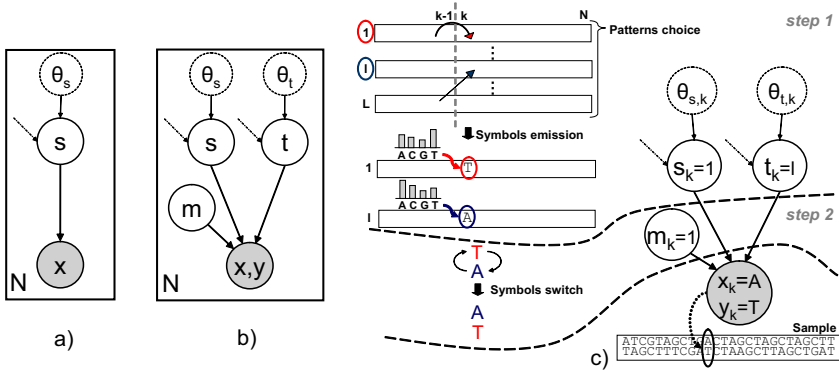 θs
s
x
N
a)
θs
θt
s
t
m
x,y
N
b)
k-1 k
N
step 1
1
Patterns choice
l
L
Symbols emission
A C G T
1
T
A C G T
l
A
T
A
Symbols switch
A
T
θs,k
θt,k
sk=1
tk=l
step 2
mk=1
xk=A
yk=T
Sample
ATCGTAGCTGACTAGCTAGCTAGCTT
TAGCTTTCGATCTAAGCTTAGCTGAT
c)